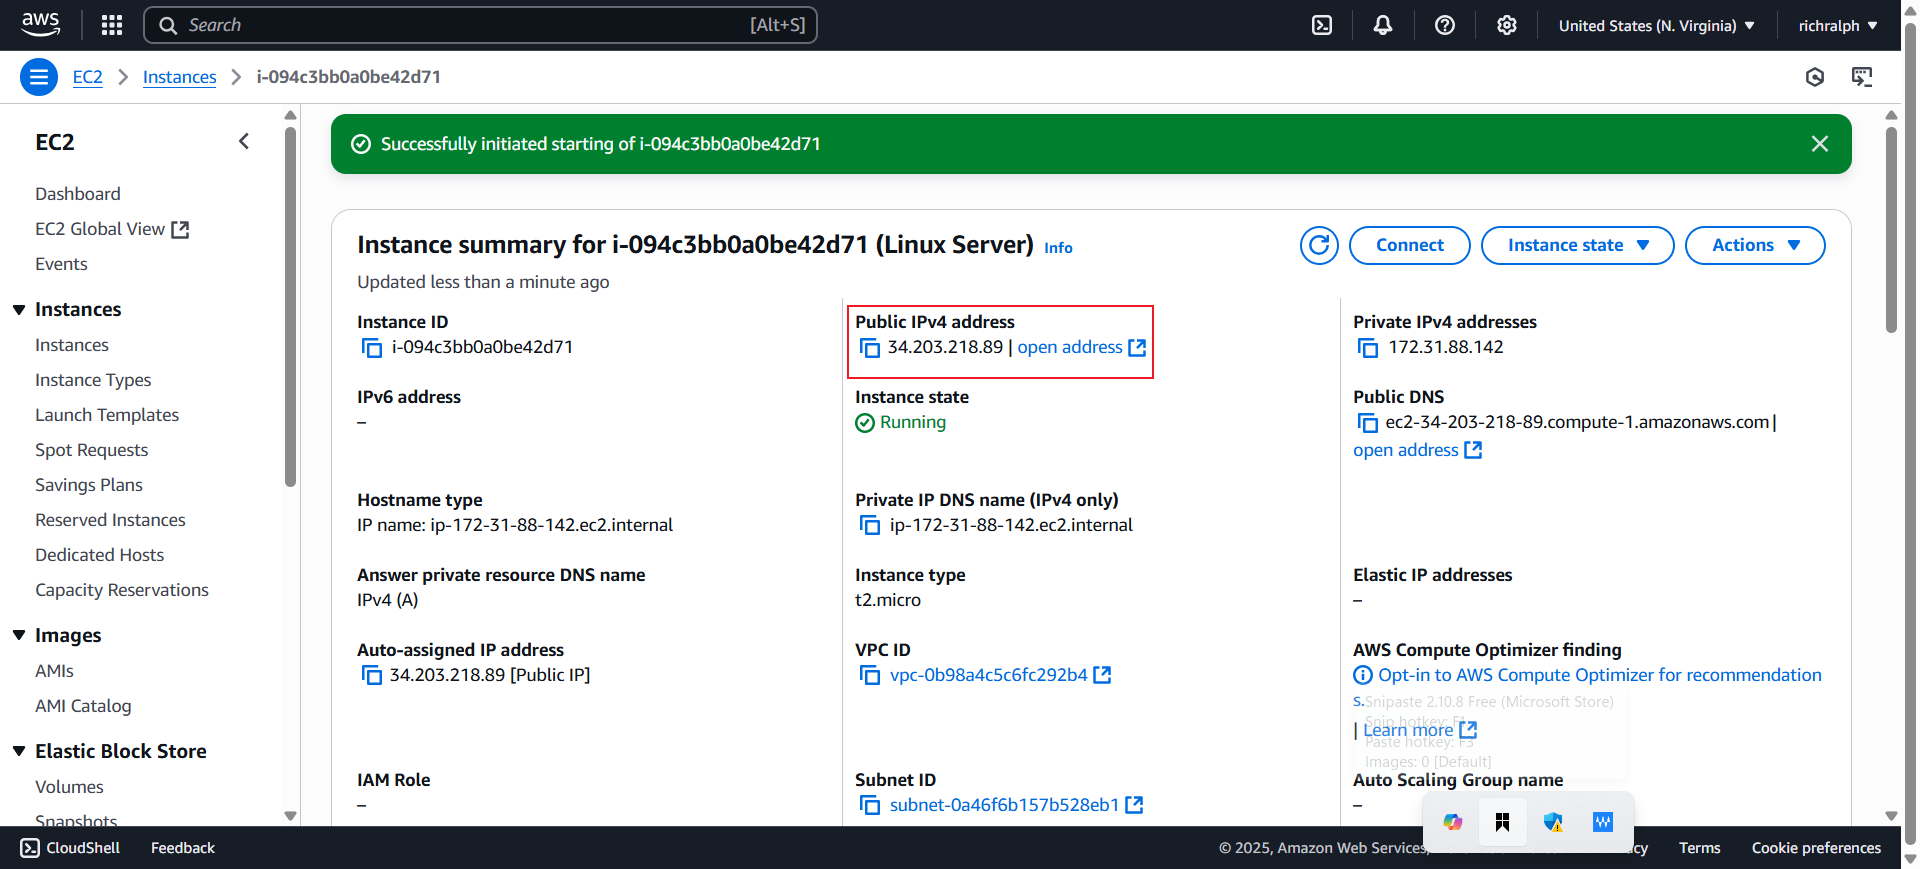 aws
Search [Alt+S]
United States (N. Virginia)
richralph
EC2
Instances
i-094c3bb0a0be42d71
EC2
Dashboard
EC2 Global View
Events
Instances
Instances
Instance Types
Launch Templates
Spot Requests
Savings Plans
Reserved Instances
Dedicated Hosts
Capacity Reservations
Images
AMIs
AMI Catalog
Elastic Block Store
Volumes
Snapshots
Successfully initiated starting of i-094c3bb0a0be42d71
Instance summary for i-094c3bb0a0be42d71 (Linux Server) Info
Connect
Instance state
Actions
Updated less than a minute ago
Instance ID
i-094c3bb0a0be42d71
Public IPv4 address
34.203.218.89 | open address
Private IPv4 addresses
172.31.88.142
IPv6 address
–
Instance state
Running
Public DNS
ec2-34-203-218-89.compute-1.amazonaws.com |
open address
Hostname type
IP name: ip-172-31-88-142.ec2.internal
Private IP DNS name (IPv4 only)
ip-172-31-88-142.ec2.internal
Answer private resource DNS name
IPv4 (A)
Instance type
t2.micro
Elastic IP addresses
–
Auto-assigned IP address
34.203.218.89 [Public IP]
VPC ID
vpc-0b98a4c5c6fc292b4
AWS Compute Optimizer finding
Opt-in to AWS Compute Optimizer for recommendation
s.
| Learn more
Snipaste 2.10.8 Free (Microsoft Store)
Snip hotkey: F1
Paste hotkey: F3
Images: 0 [Default]
IAM Role
–
Subnet ID
subnet-0a46f6b157b528eb1
Auto Scaling Group name
–
CloudShell
Feedback
© 2025, Amazon Web Services,
Terms
Cookie preferences